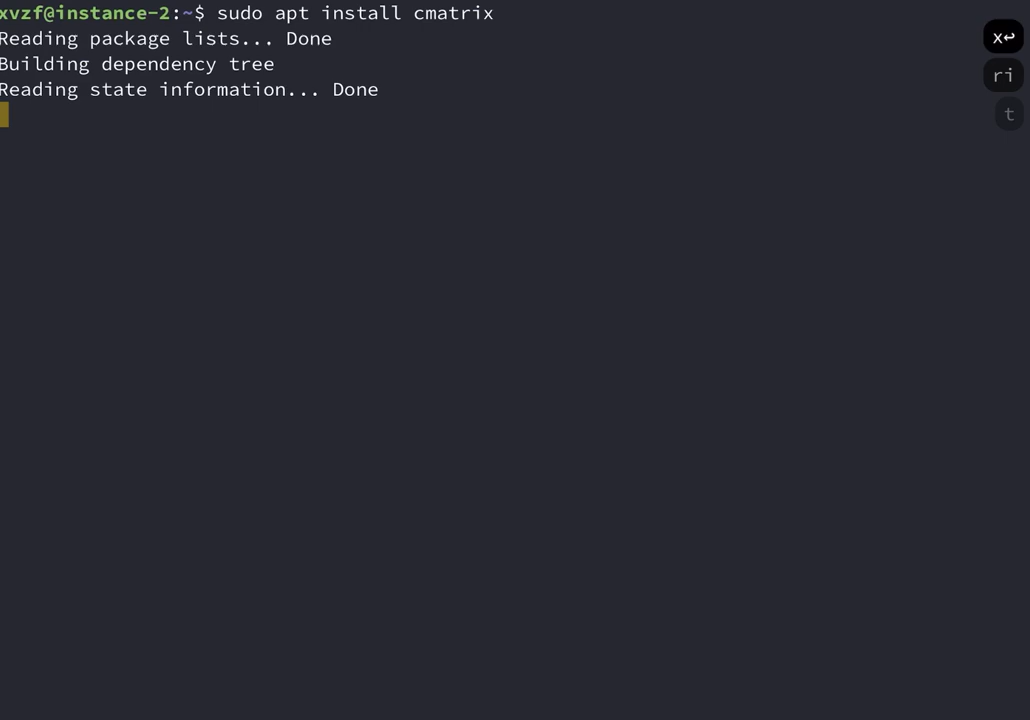 xvzf@instance-2:~$ sudo apt install cmatrix
Reading package lists... Done
Building dependency tree
Reading state information... Done
x↩
ri
t